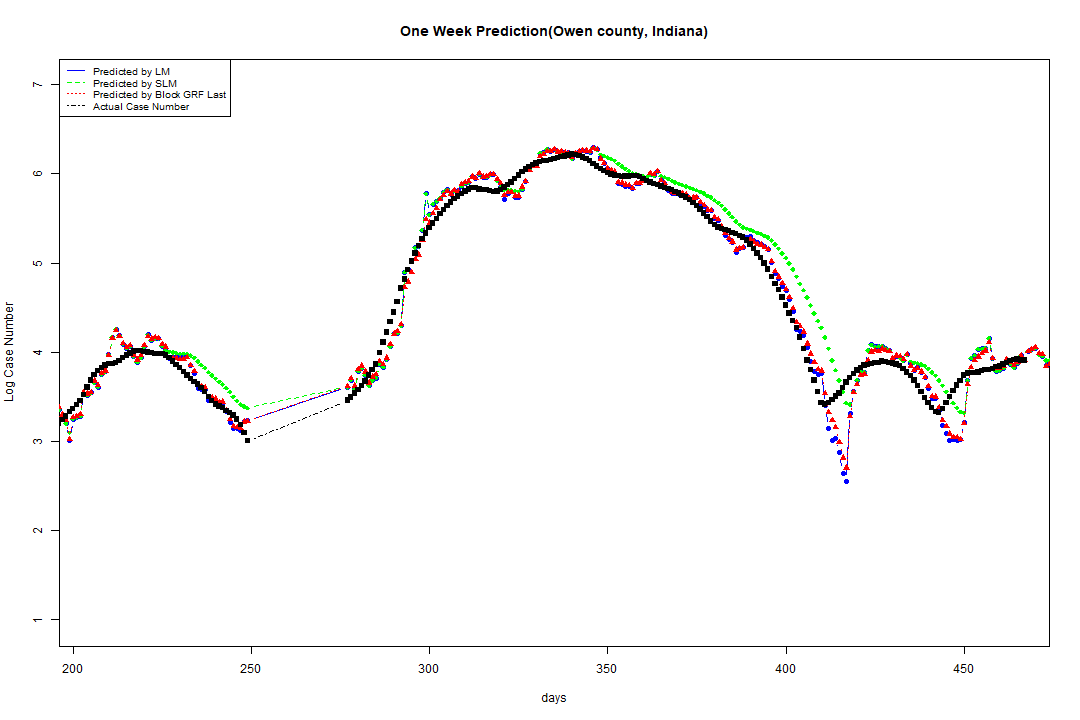 One Week Prediction(Owen county, Indiana)
Predicted by LM
Predicted by SLM
Predicted by Block GRF Last
Actual Case Number
Log Case Number
7
6
5
4
3
2
1
200 250 300 350 400 450
days